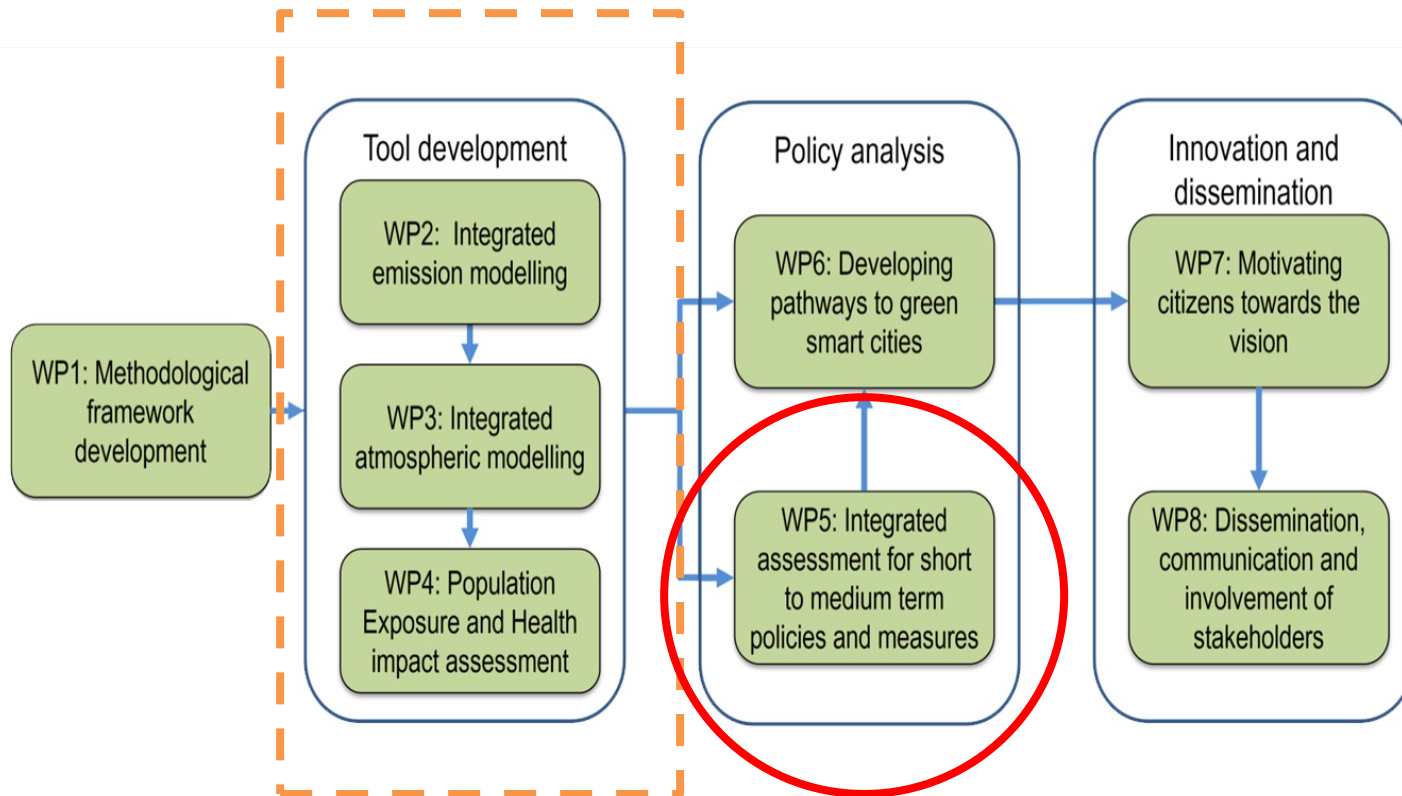 WP1: Methodological
framework
development
Tool development
WP2: Integrated
emission modelling
WP3: Integrated
atmospheric modelling
WP4: Population
Exposure and Health
impact assessment
Policy analysis
WP6: Developing
pathways to green
smart cities
WP5: Integrated
assessment for short
to medium term
policies and measures
Innovation and
dissemination
WP7: Motivating
citizens towards the
vision
WP8: Dissemination,
communication and
involvement of
stakeholders